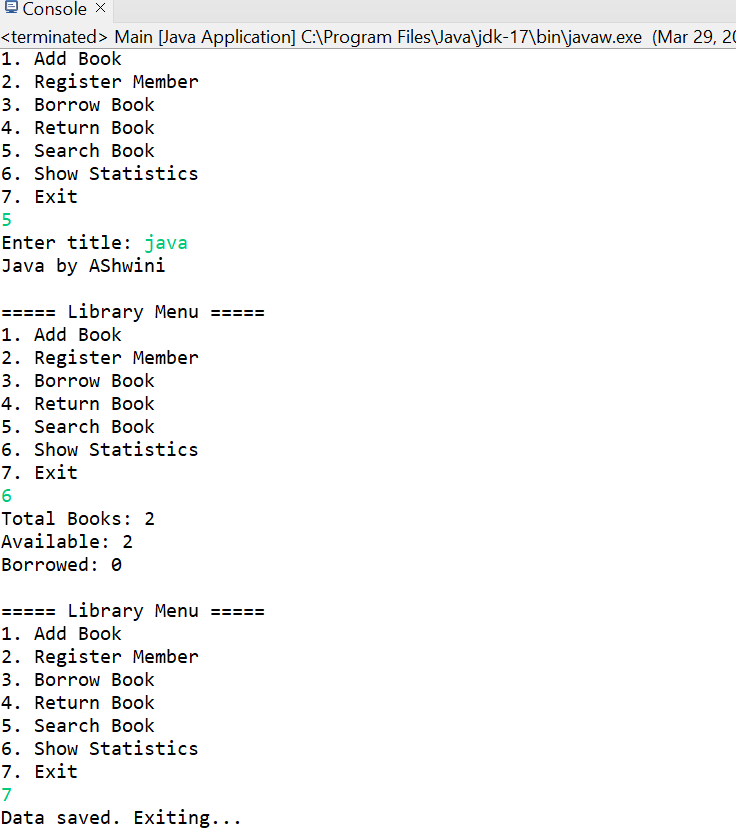 Console
<terminated> Main [Java Application] C:\Program Files\Java\jdk-17\bin\javaw.exe (Mar 29, 20
1. Add Book
2. Register Member
3. Borrow Book
4. Return Book
5. Search Book
6. Show Statistics
7. Exit
5
Enter title: java
Java by AShwini
===== Library Menu =====
1. Add Book
2. Register Member
3. Borrow Book
4. Return Book
5. Search Book
6. Show Statistics
7. Exit
6
Total Books: 2
Available: 2
Borrowed: 0
===== Library Menu =====
1. Add Book
2. Register Member
3. Borrow Book
4. Return Book
5. Search Book
6. Show Statistics
7. Exit
7
Data saved. Exiting...